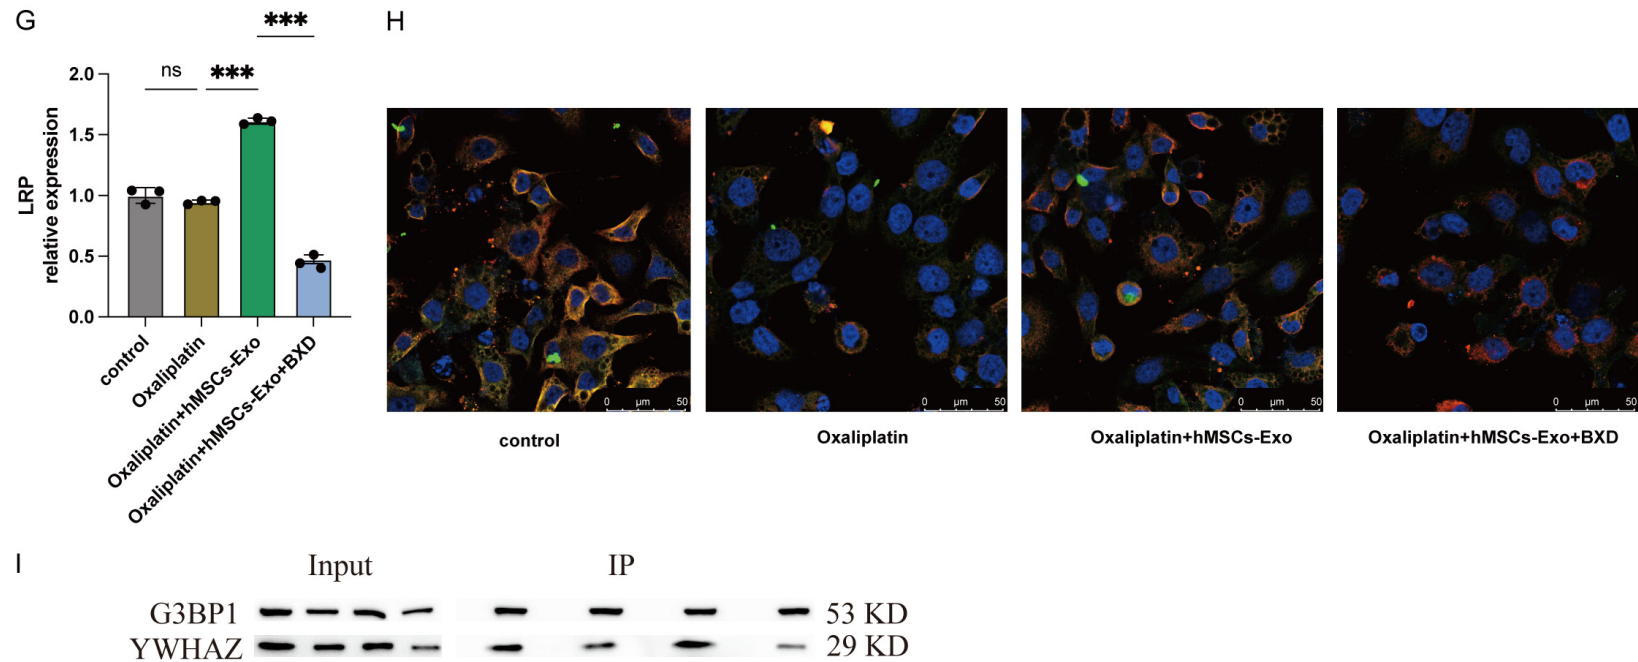 G
H
***
ns
***
2.0
1.5
1.0
0.5
0.0
LRP
relative expression
control
Oxaliplatin
Oxaliplatin+hMSCs-Exo
Oxaliplatin+hMSCs-Exo+BXD
0 µm 50
0 µm 50
0 µm 50
0 µm 50
control
Oxaliplatin
Oxaliplatin+hMSCs-Exo
Oxaliplatin+hMSCs-Exo+BXD
I
Input
IP
G3BP1
53 KD
YWHAZ
29 KD